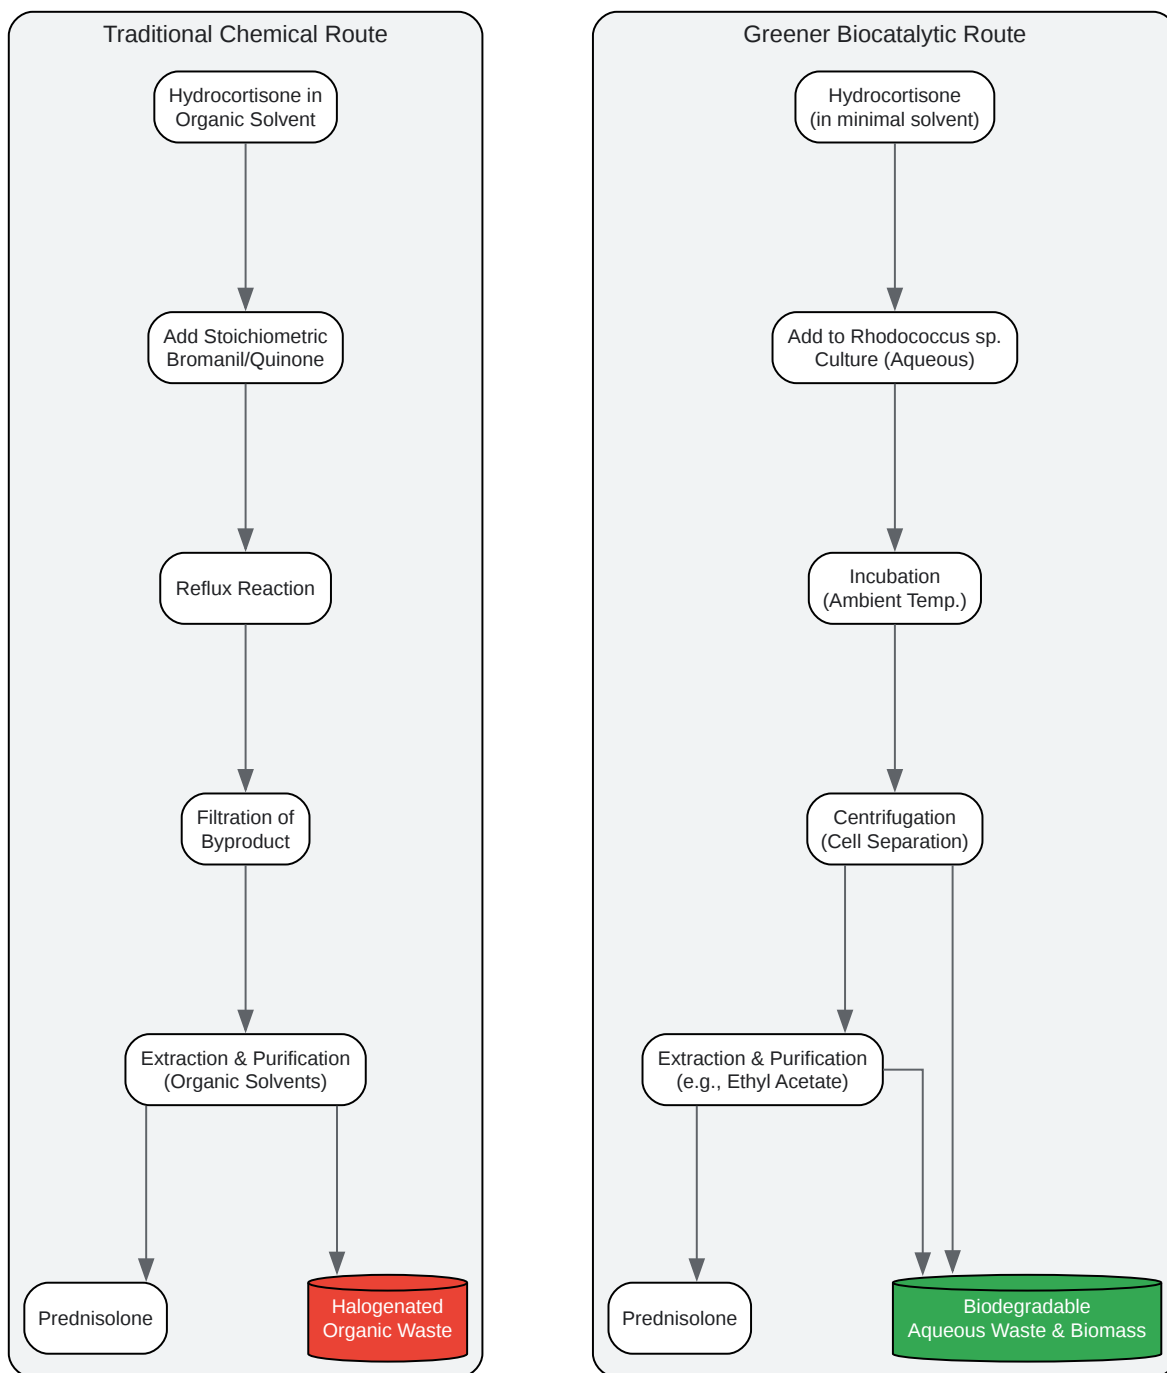 Traditional Chemical Route
Hydrocortisone in
Organic Solvent
Add Stoichiometric
Bromanil/Quinone
Reflux Reaction
Filtration of
Byproduct
Extraction & Purification
(Organic Solvents)
Prednisolone
Halogenated
Organic Waste
Greener Biocatalytic Route
Hydrocortisone
(in minimal solvent)
Add to Rhodococcus sp.
Culture (Aqueous)
Incubation
(Ambient Temp.)
Centrifugation
(Cell Separation)
Extraction & Purification
(e.g., Ethyl Acetate)
Prednisolone
Biodegradable
Aqueous Waste & Biomass